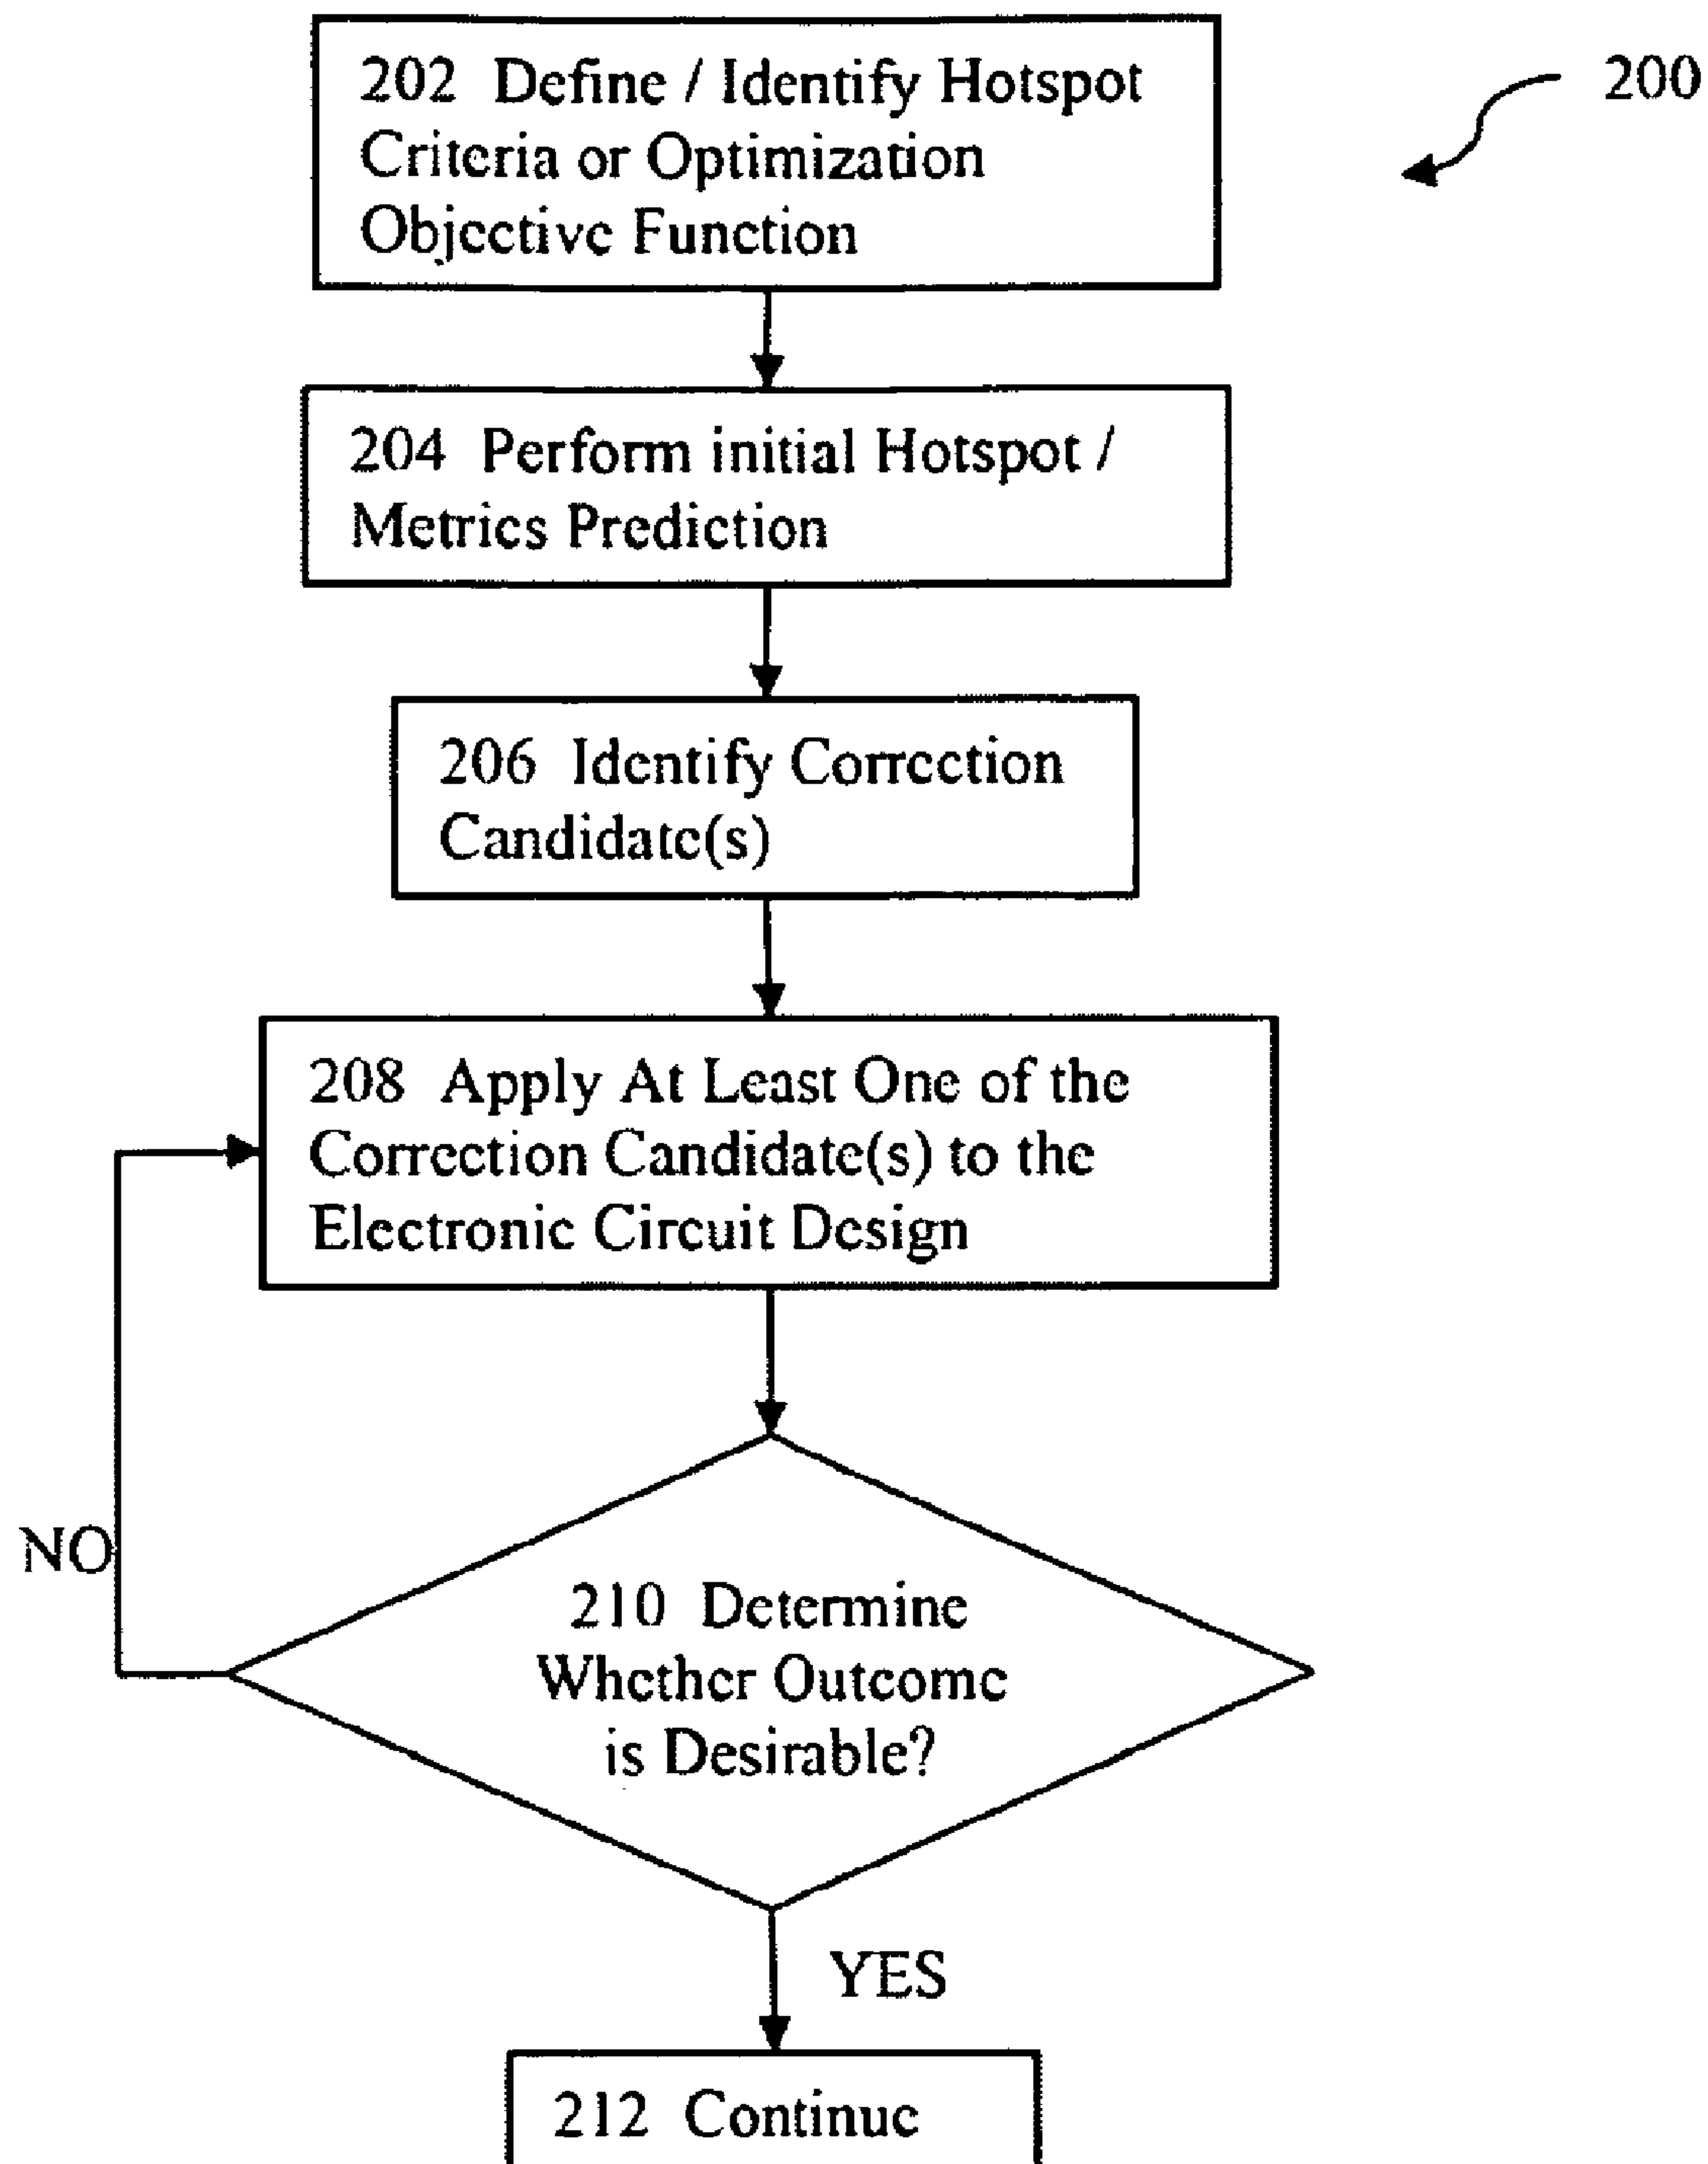 202 Define / Identify Hotspot
Criteria or Optimization
Objective Function
200
204 Perform initial Hotspot /
Metrics Prediction
206 Identify Correction
Candidate(s)
208 Apply At Least One of the
Correction Candidate(s) to the
Electronic Circuit Design
NO
210 Determine
Whether Outcome
is Desirable?
YES
212 Continue